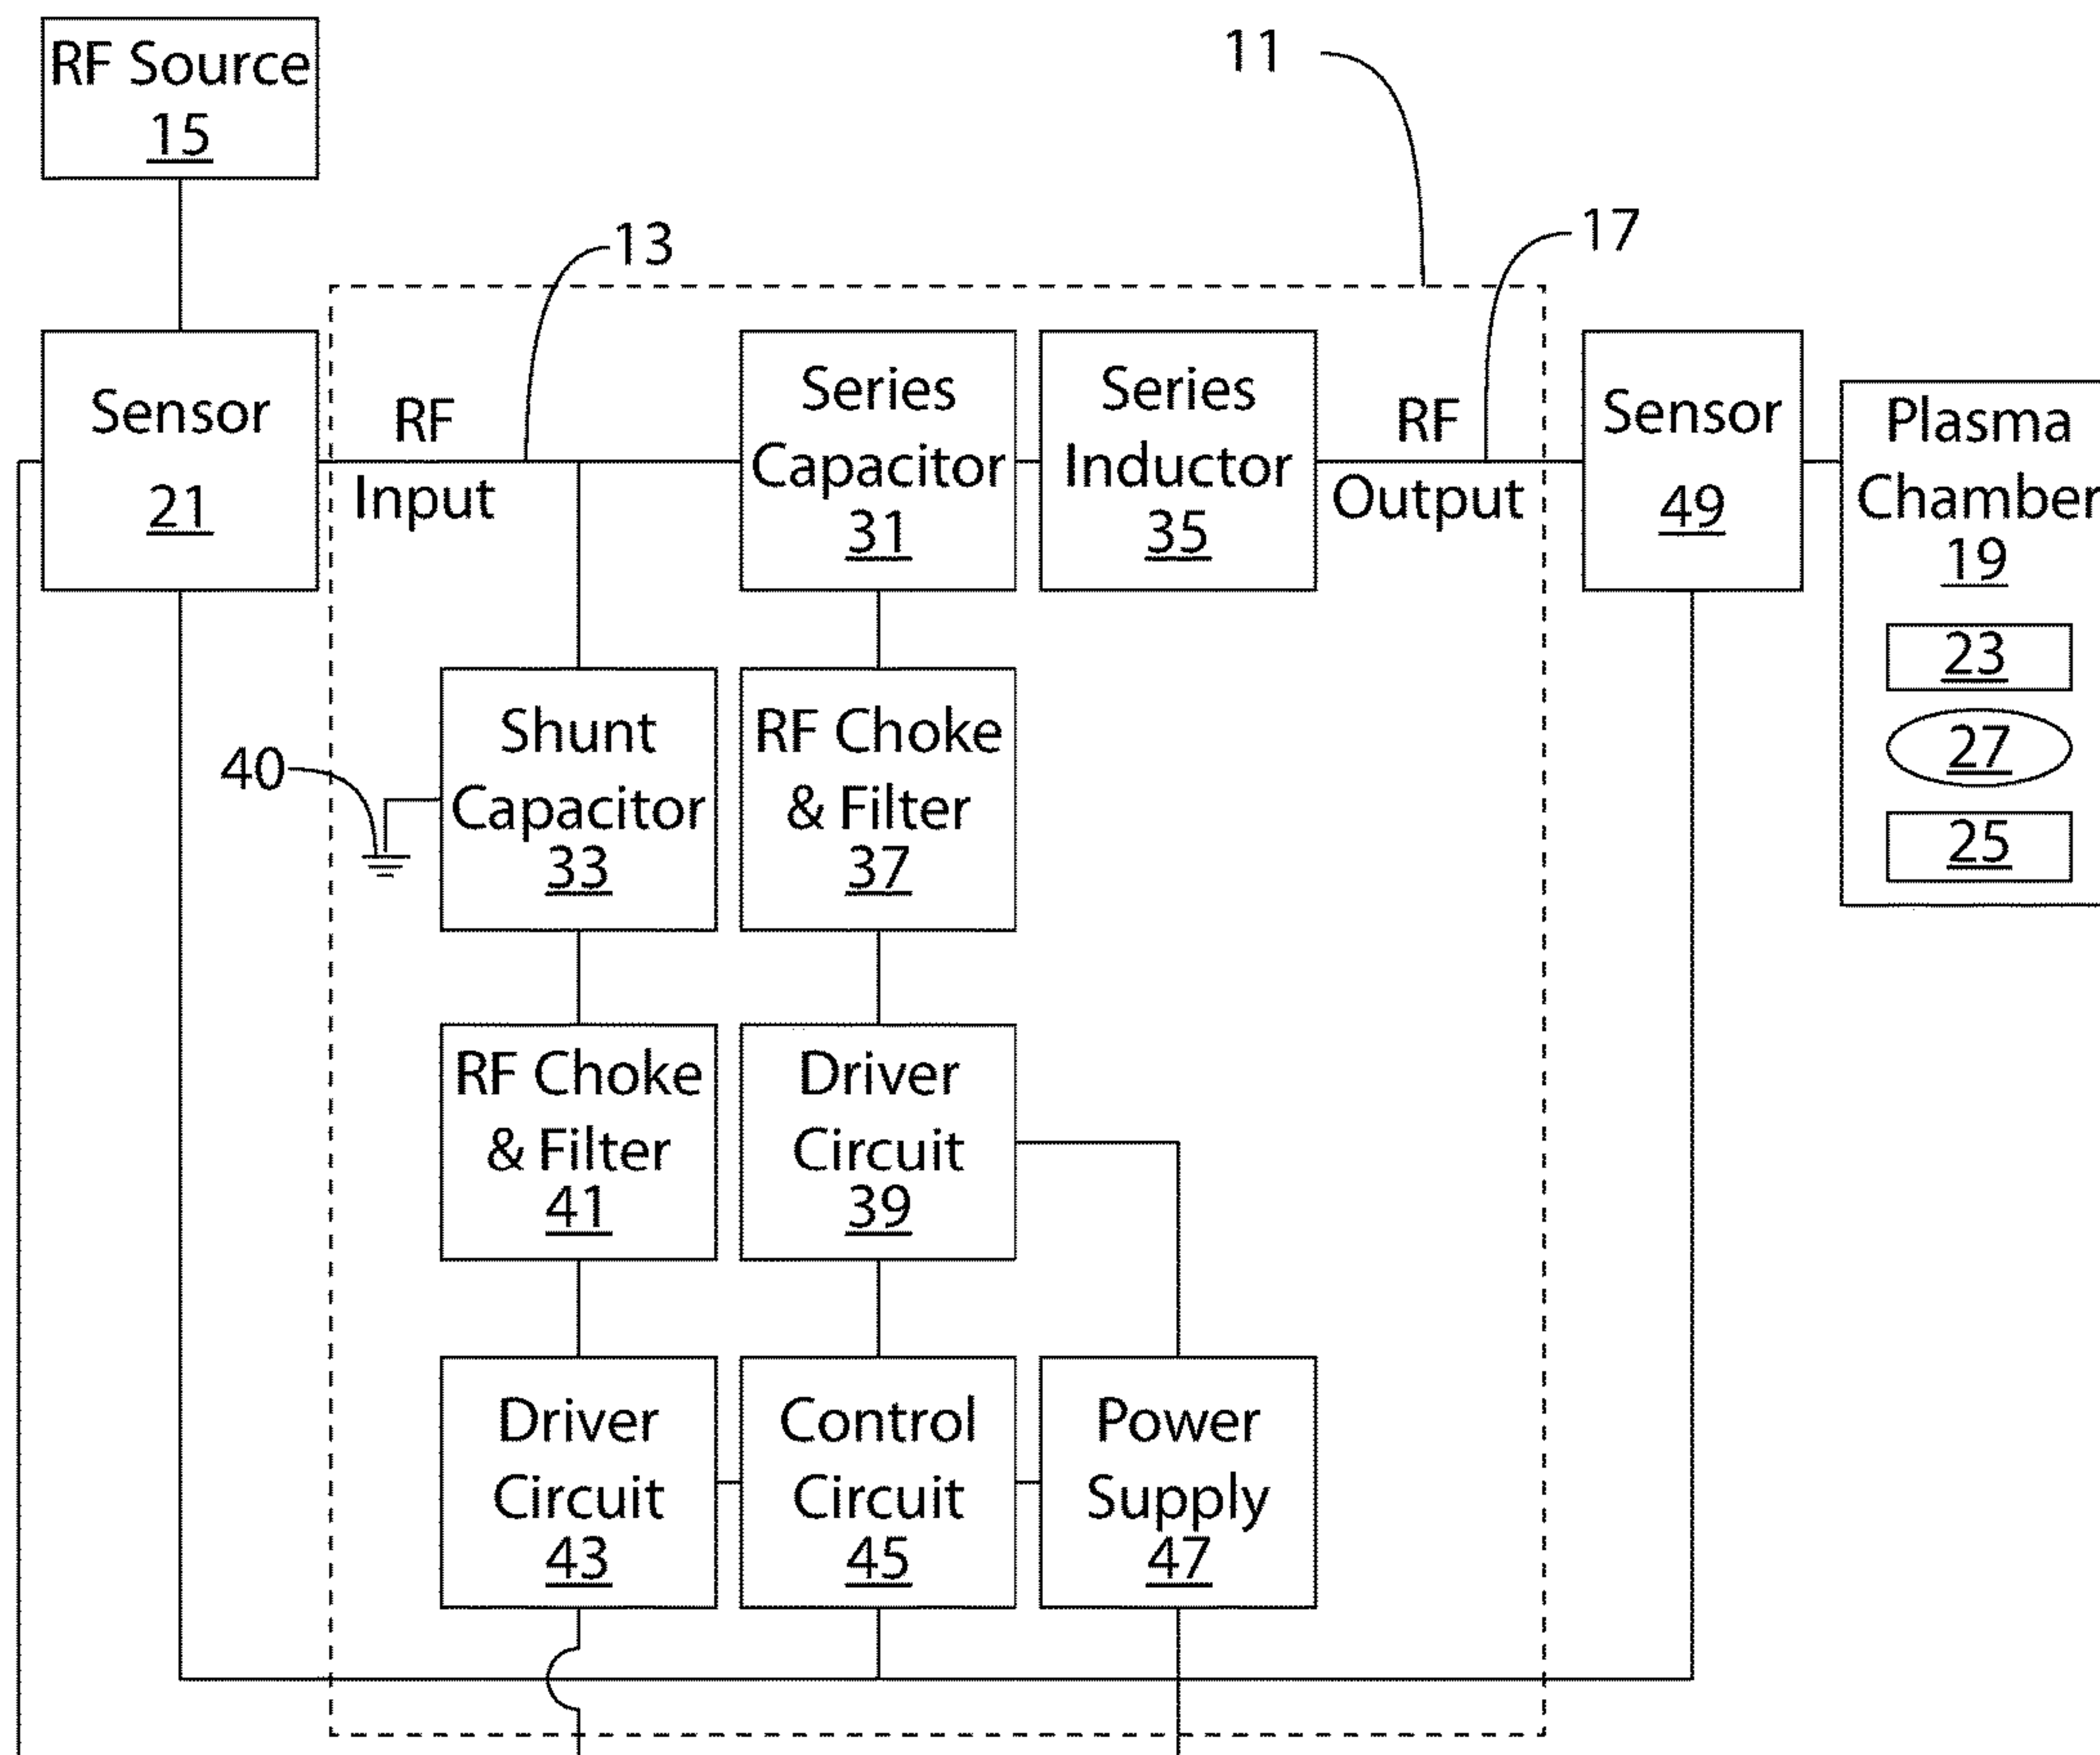 RF Source
15
11
13
17
Sensor
21
RF
Input
Series
Capacitor
31
Series
Inductor
35
RF
Output
Sensor
49
Plasma
Chamber
19
23
27
25
40
Shunt
Capacitor
33
RF Choke
& Filter
37
RF Choke
& Filter
41
Driver
Circuit
39
Driver
Circuit
43
Control
Circuit
45
Power
Supply
47